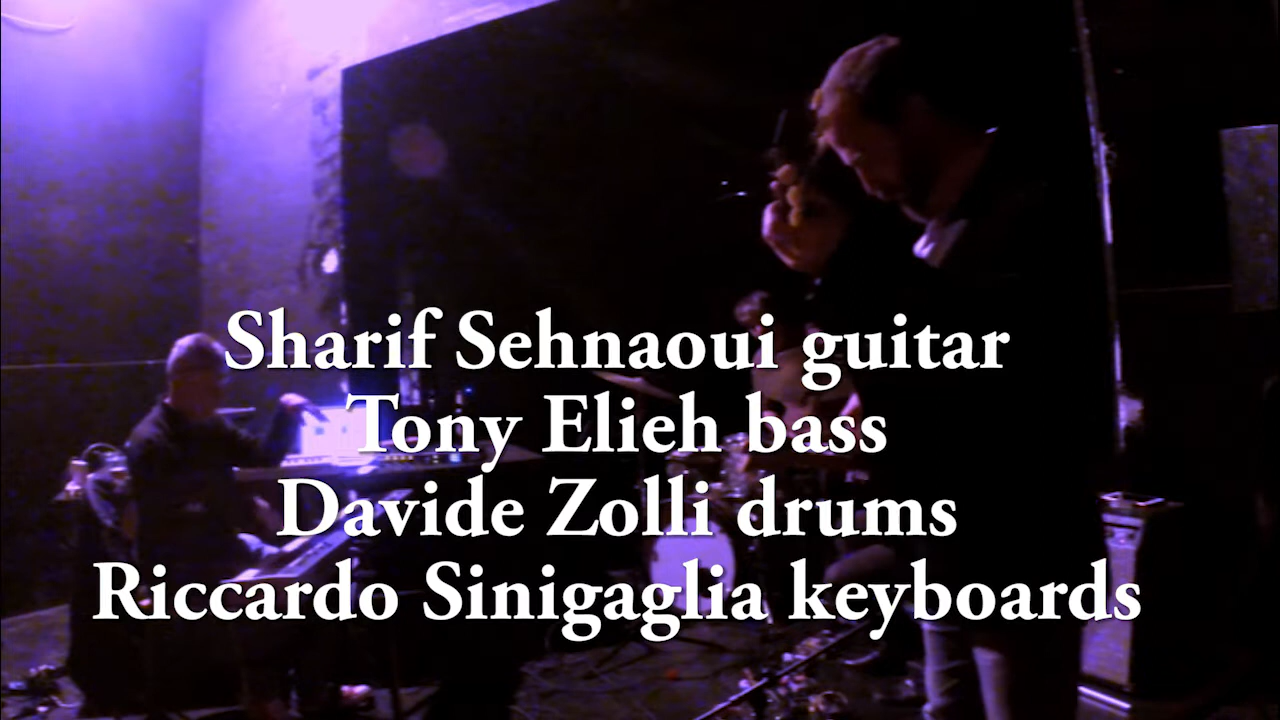 Sharif Sehnaoui guitar
Tony Elieh bass
Davide Zolli drums
Riccardo Sinigaglia keyboards